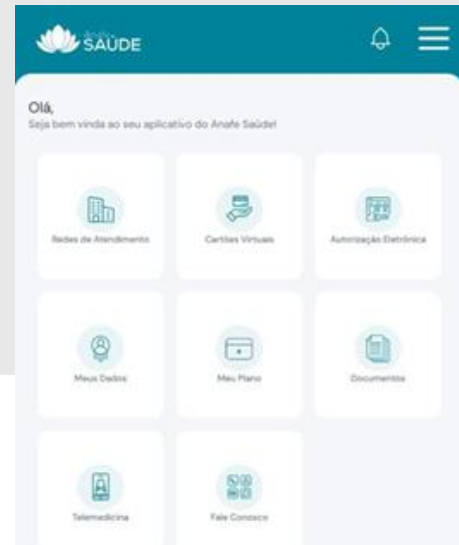 Anafe
SAÚDE
Olá,
Seja bem vinda ao seu aplicativo do Anafe Saúde!
Redes de Atendimento
Cartões Virtuais
Autorização Eletrônica
Meus Dados
Meu Plano
Documentos
Telemedicina
Fale Conosco